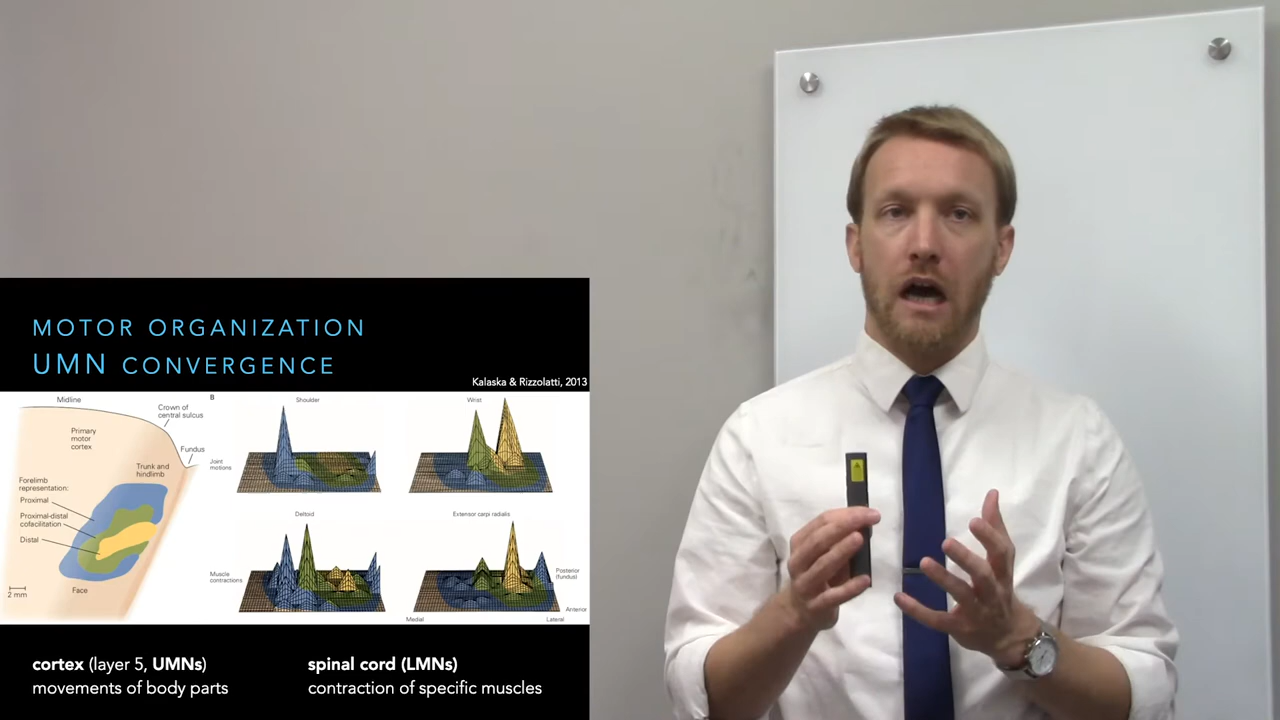 MOTOR ORGANIZATION
UMN CONVERGENCE
Kalaska & Rizzolatti, 2013
Midline
Crown of
central sulcus
Primary
motor
cortex
Fundus
Trunk and
hindlimb
Forelimb
representation:
Proximal
Proximal-distal
cofacilitation
Distal
Face
2 mm
B
Shoulder
Wrist
Joint
motions
Deltoid
Extensor carpi radialis
Muscle
contractions
Posterior
(fundus)
Anterior
Medial
Lateral
cortex (layer 5, UMNs)
movements of body parts
spinal cord (LMNs)
contraction of specific muscles